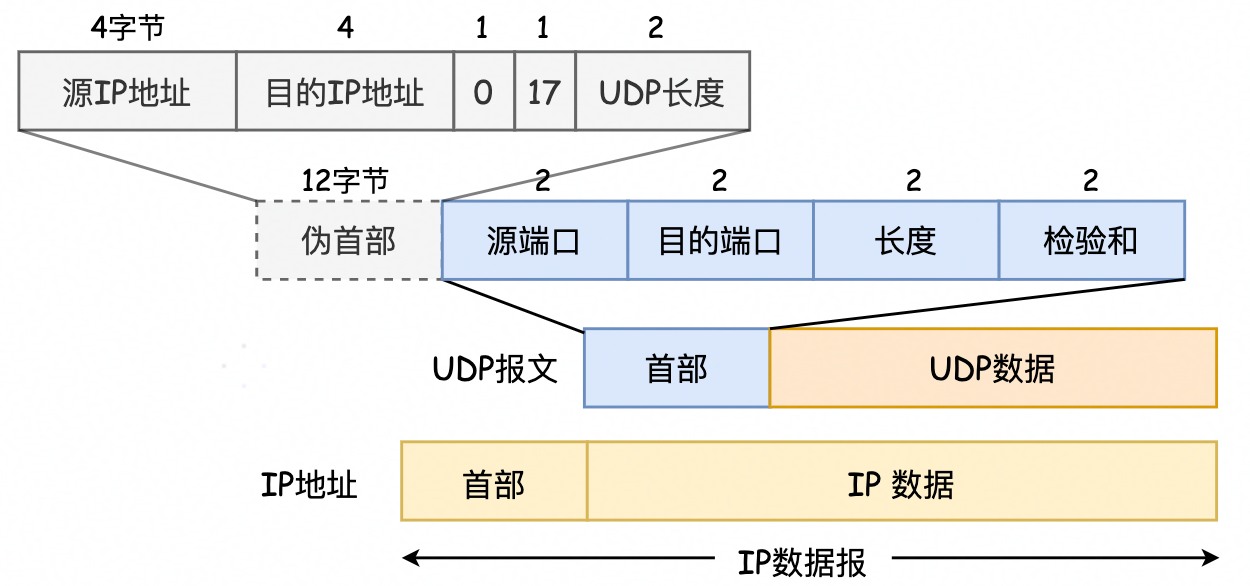 4字节 4 1 1 2
源IP地址 目的IP地址 0 17 UDP长度
12字节 2 2 2 2
伪首部 源端口 目的端口 长度 检验和
UDP报文 首部 UDP数据
IP地址 首部 IP 数据
IP数据报